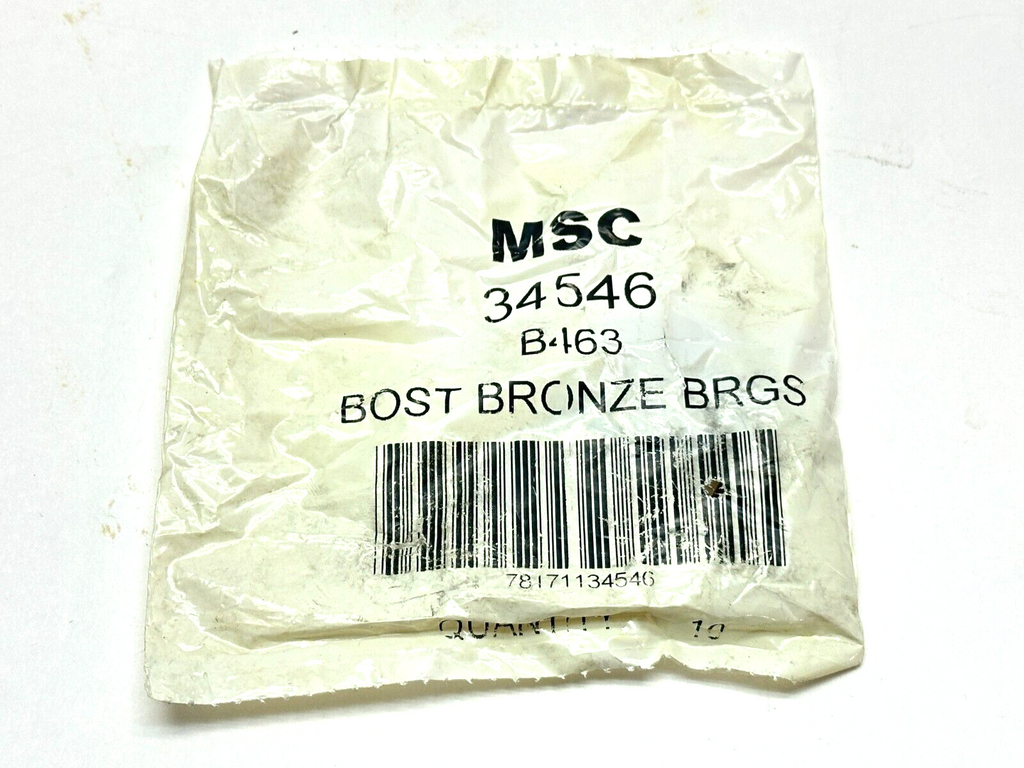 MSC
34546
B463
BOST BRONZE BRGS
78171134546
QUANTITY 10